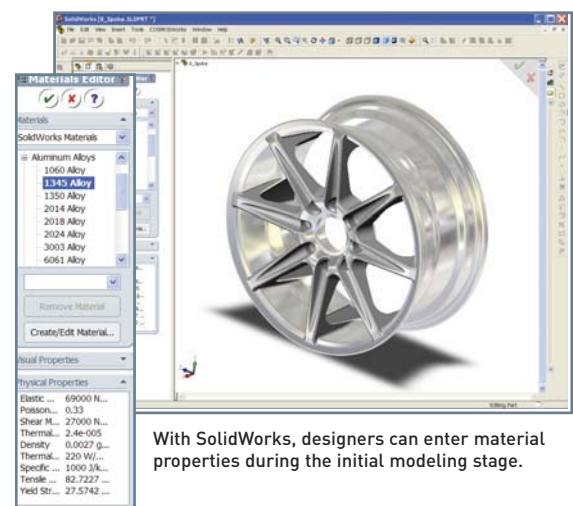 SolidWorks [8_Spoke.SLDPRT *]
File Edit View Insert Tools COSMOSWorks Window Help
8_Spoke
Materials Editor
Materials
SolidWorks Materials
Aluminum Alloys
1060 Alloy
1345 Alloy
1350 Alloy
2014 Alloy
2018 Alloy
2024 Alloy
3003 Alloy
6061 Alloy
Remove Material
Create/Edit Material...
Visual Properties
Physical Properties
Elastic ... 69000 N...
Poisson... 0.33
Shear M... 27000 N...
Thermal... 2.4e-005
Density 0.0027 g...
Thermal... 220 W/...
Specific ... 1000 J/k...
Tensile ... 82.7227 ...
Yield Str... 27.5742 ...
Editing Part
With SolidWorks, designers can enter material
properties during the initial modeling stage.